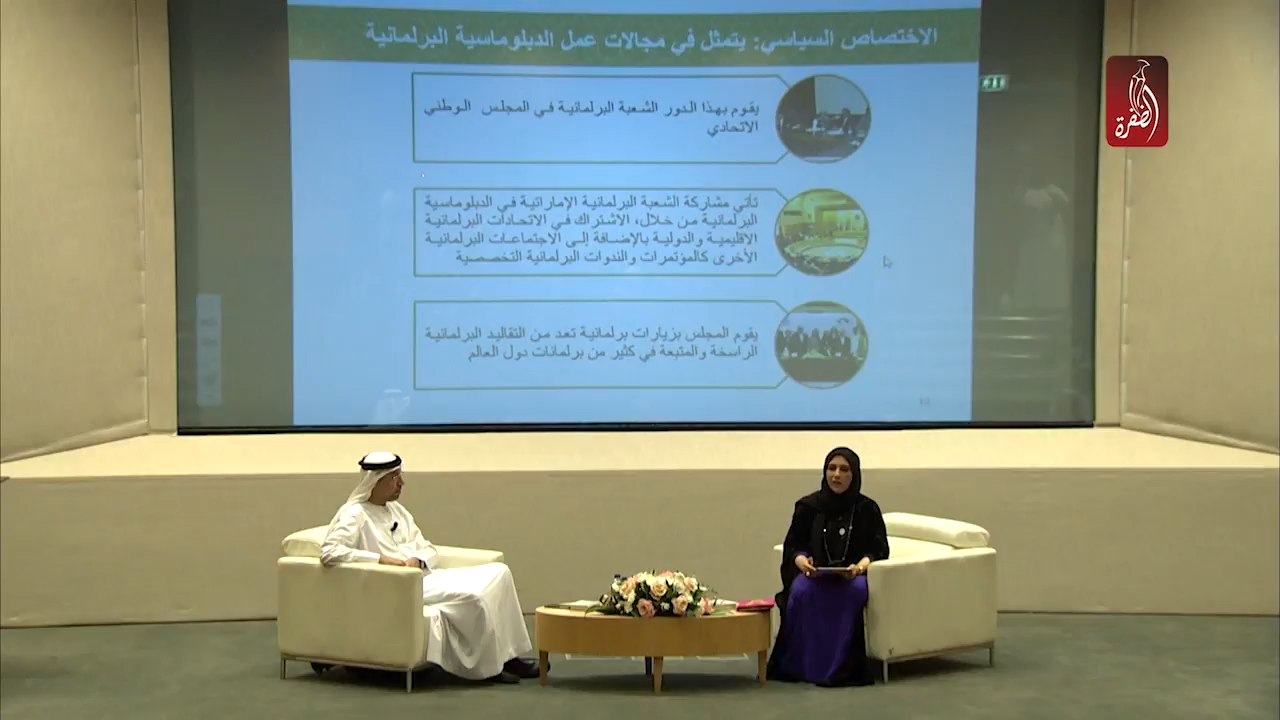 الاختصاص السياسي: يتمثل في مجالات عمل الدبلوماسية البرلمانية
يقوم بهذا الدور الشعبة البرلمانية في المجلس الوطني
الاتحادي
تأتي مشاركة الشعبة البرلمانية الإماراتية في الدبلوماسية
البرلمانية من خلال، الاشتراك في الاتحادات البرلمانية
الاقليمية والدولية بالإضافة إلى الاجتماعات البرلمانية
الأخرى كالمؤتمرات والندوات البرلمانية التخصصية
يقوم المجلس بزيارات برلمانية تعد من التقاليد البرلمانية
الراسخة والمتبعة في كثير من برلمانات دول العالم
الظفرة